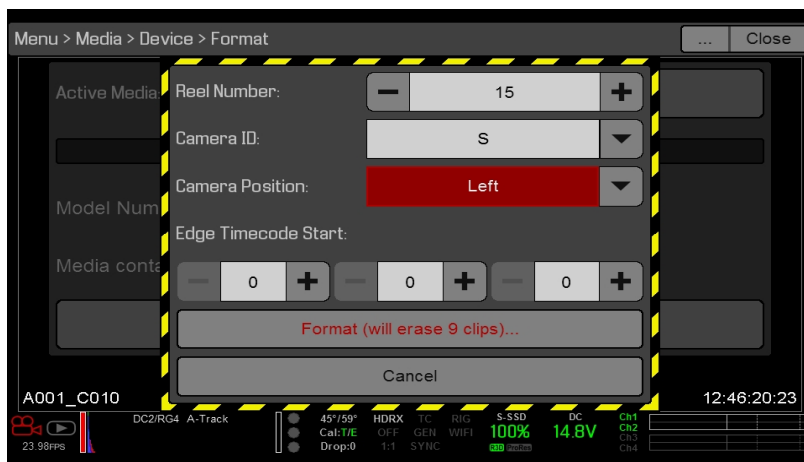 Menu > Media > Device > Format
... Close
Active Media:
Reel Number: 15
Camera ID: S
Camera Position: Left
Model Num
Edge Timecode Start:
Media conta
0 0 0
Format (will erase 9 clips)...
Cancel
A001_C010 12:46:20:23
DC2/RG4 A-Track 45°/59° HDRX TC RIG S-SSD DC Ch1
Cal:T/E OFF GEN WIFI 100% 14.8V Ch2
23.98FPS Drop:0 1:1 SYNC R3D ProRes Ch3
Ch4